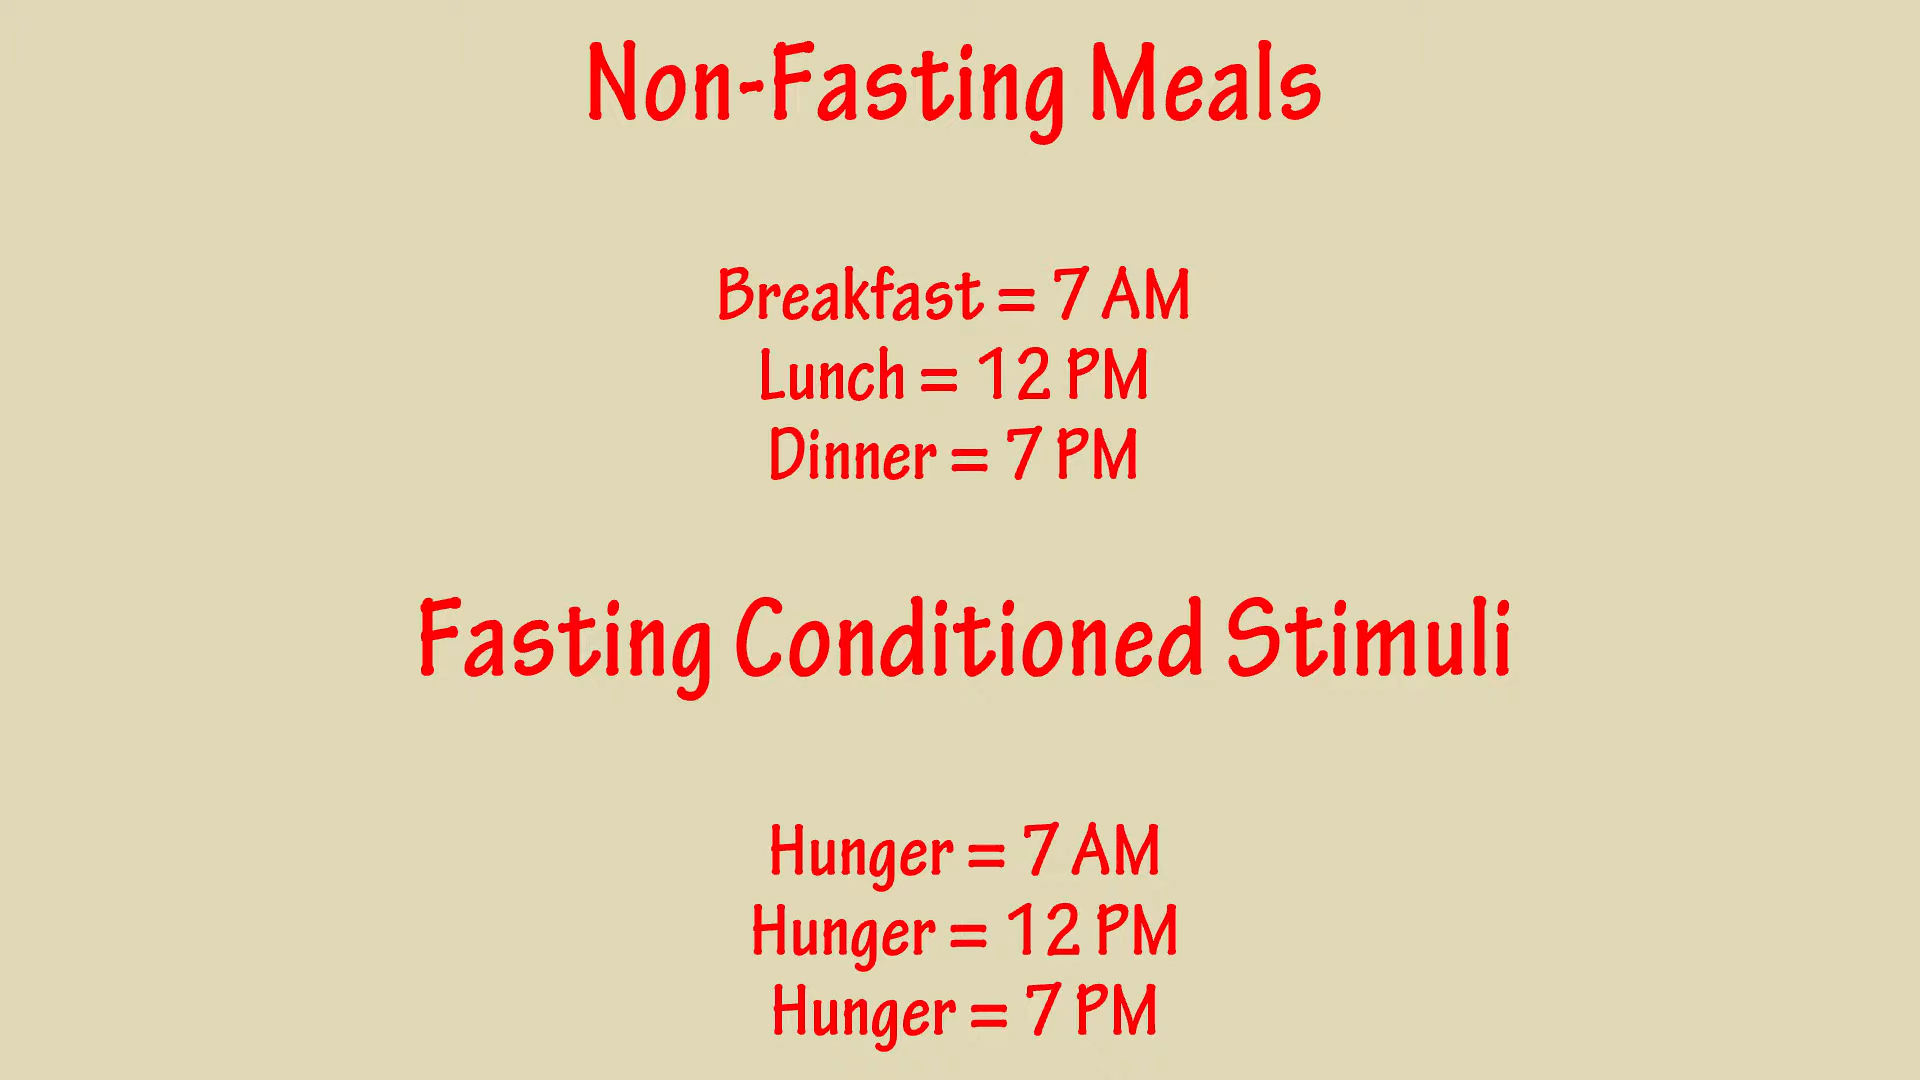 Non-Fasting Meals
Breakfast = 7 AM
Lunch = 12 PM
Dinner = 7 PM
Fasting Conditioned Stimuli
Hunger = 7 AM
Hunger = 12 PM
Hunger = 7 PM